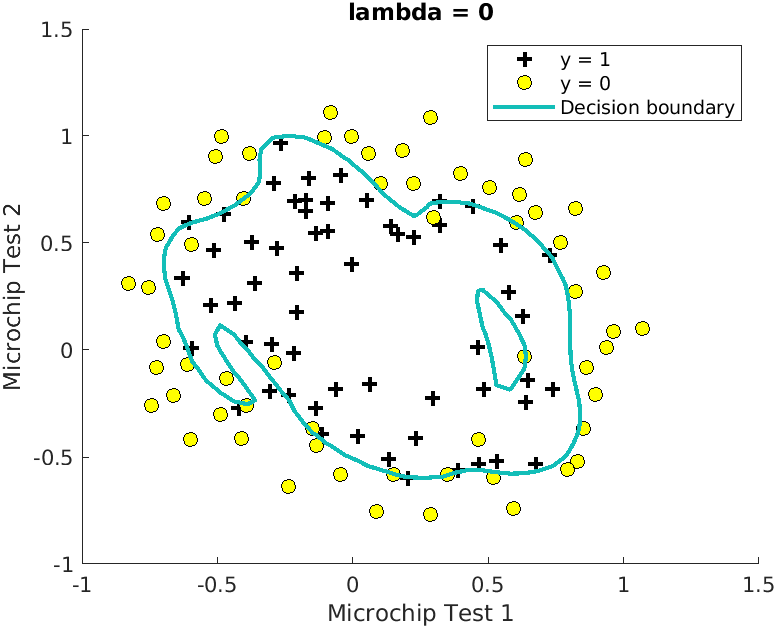 lambda = 0
y = 1
y = 0
Decision boundary
1.5
1
0.5
0
-0.5
-1
Microchip Test 2
-1
-0.5
0
0.5
1
1.5
Microchip Test 1